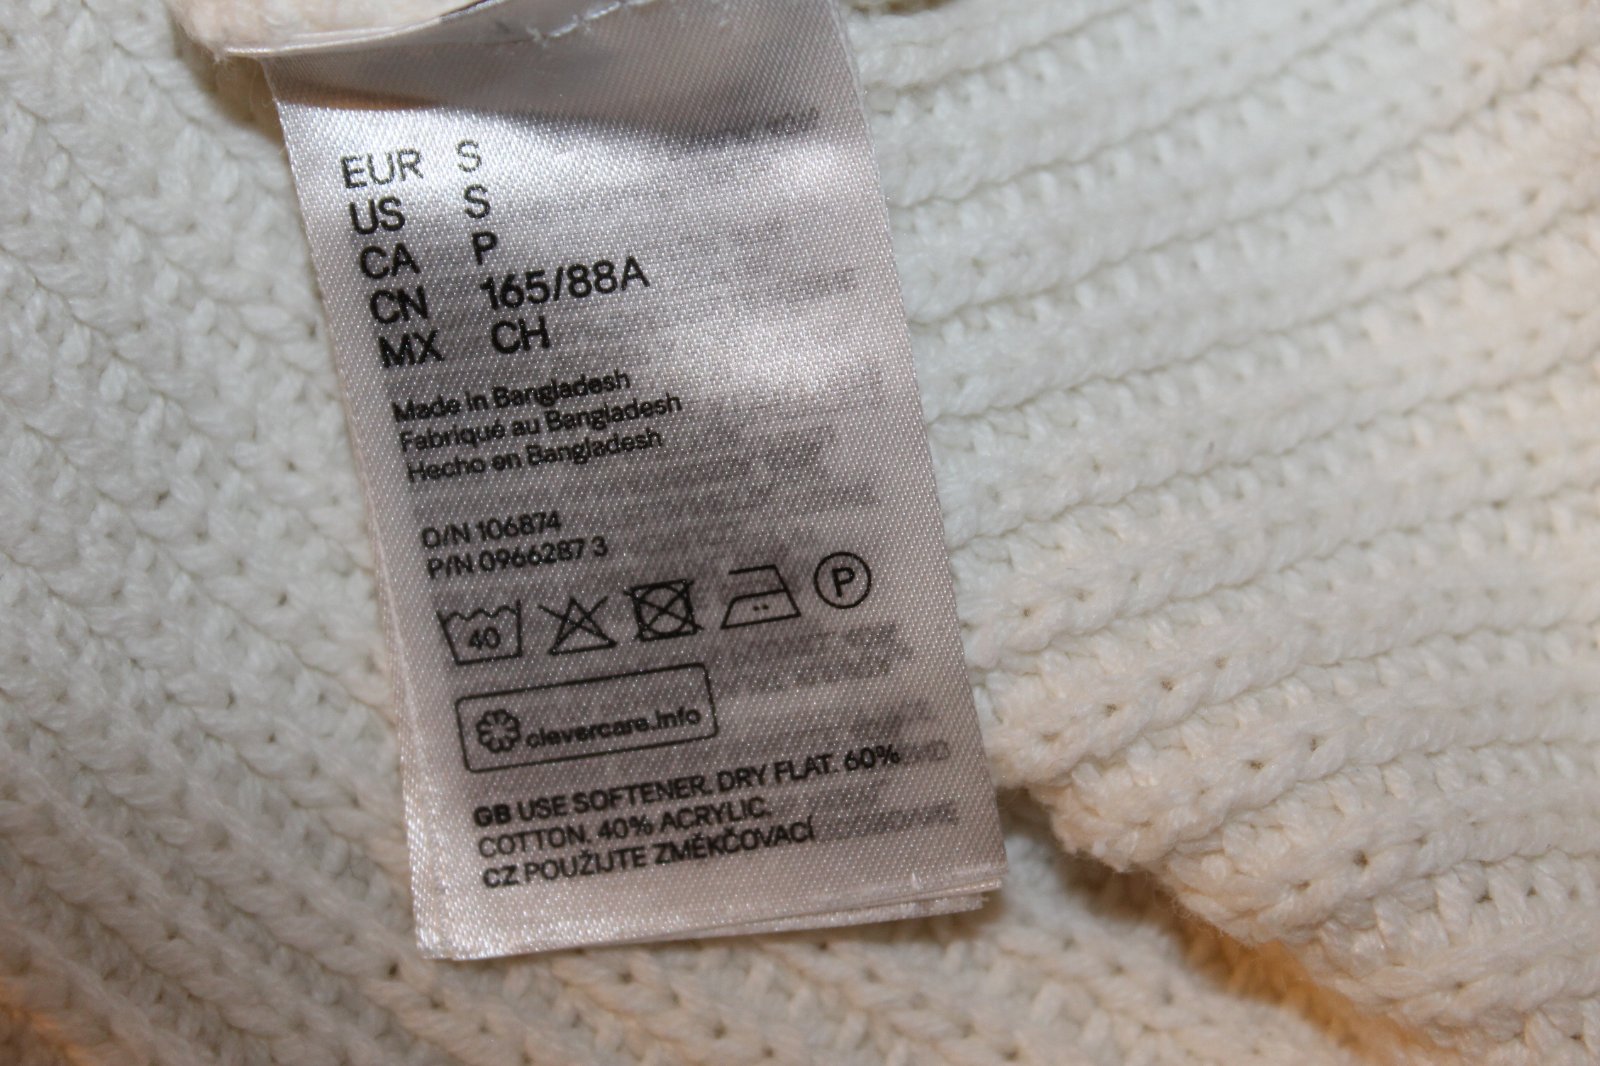 EUR S
US S
CA P
CN 165/88A
MX CH
Made in Bangladesh
Fabriqué au Bangladesh
Hecho en Bangladesh
O/N 106874
P/N 0966287 3
40 P
clevercare.info
GB USE SOFTENER. DRY FLAT. 60%
COTTON, 40% ACRYLIC,
CZ POUŽIJTE ZMĚKČOVACÍ